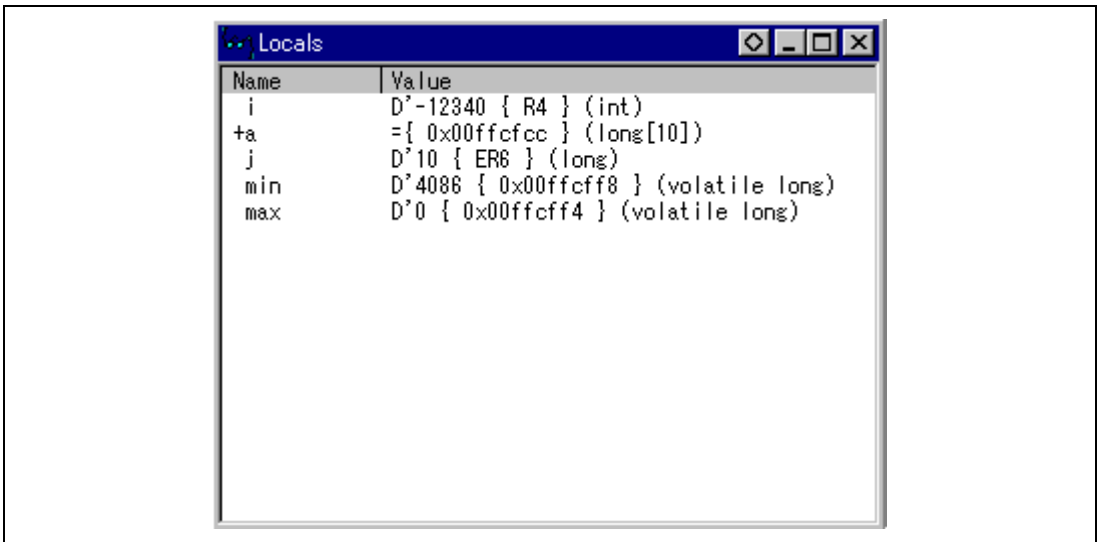 Locals
Name Value
i D'-12340 { R4 } (int)
+a ={ 0x00ffcfcc } (long[10])
j D'10 { ER6 } (long)
min D'4086 { 0x00ffcff8 } (volatile long)
max D'0 { 0x00ffcff4 } (volatile long)